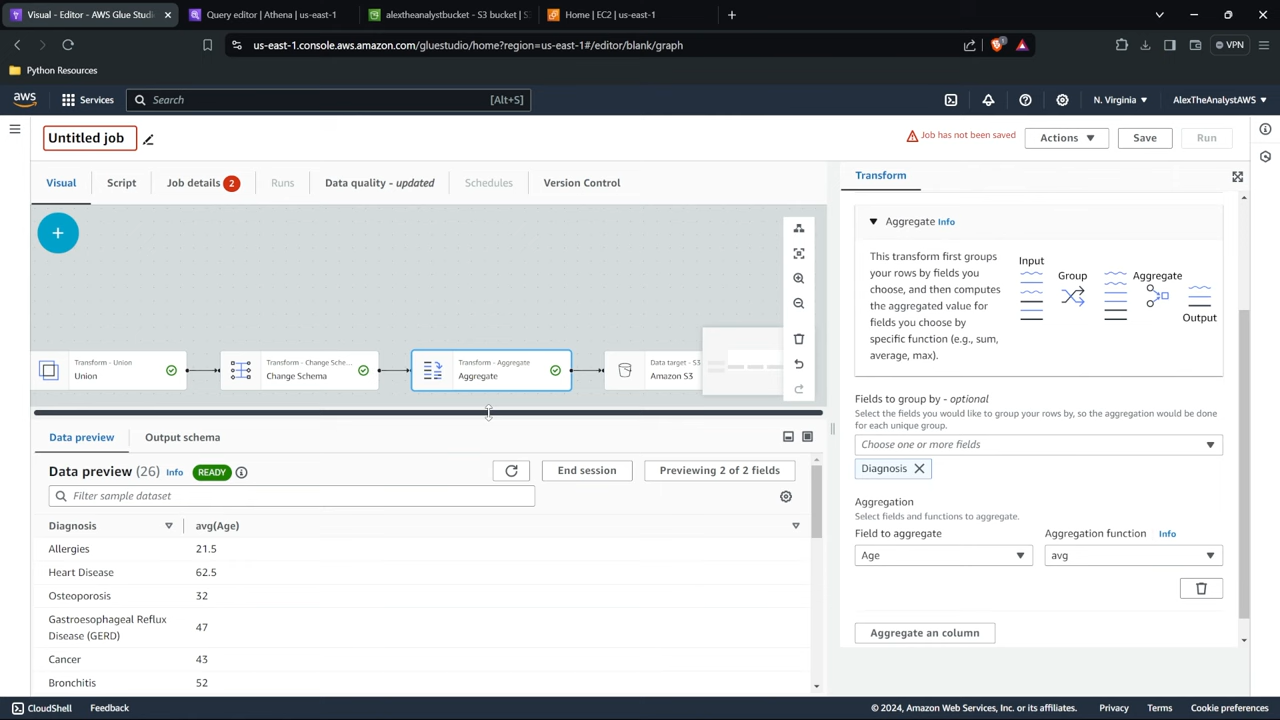 Visual - Editor - AWS Glue Studi
Query editor | Athena | us-east-1
alextheanalystbucket - S3 bucket | S:
Home | EC2 | us-east-1
us-east-1.console.aws.amazon.com/gluestudio/home?region=us-east-1#/editor/blank/graph
VPN
Python Resources
aws
Services
Search
[Alt+S]
N. Virginia
AlexTheAnalystAWS
Untitled job
Job has not been saved
Actions
Save
Run
Visual
Script
Job details 2
Runs
Data quality - updated
Schedules
Version Control
Transform
Transform - Union
Union
Transform - Change Sche...
Change Schema
Transform - Aggregate
Aggregate
Data target - S3
Amazon S3
Aggregate Info
This transform first groups
your rows by fields you
choose, and then computes
the aggregated value for
fields you choose by
specific function (e.g., sum,
average, max).
Input
Group
Aggregate
Output
Fields to group by - optional
Select the fields you would like to group your rows by, so the aggregation would be done
for each unique group.
Choose one or more fields
Diagnosis
Aggregation
Select fields and functions to aggregate.
Field to aggregate
Aggregation function Info
Age
avg
Aggregate an column
Data preview
Output schema
Data preview (26) Info READY
End session
Previewing 2 of 2 fields
Filter sample dataset
Diagnosis
avg(Age)
Allergies
21.5
Heart Disease
62.5
Osteoporosis
32
Gastroesophageal Reflux
Disease (GERD)
47
Cancer
43
Bronchitis
52
CloudShell
Feedback
© 2024, Amazon Web Services, Inc. or its affiliates.
Privacy
Terms
Cookie preferences